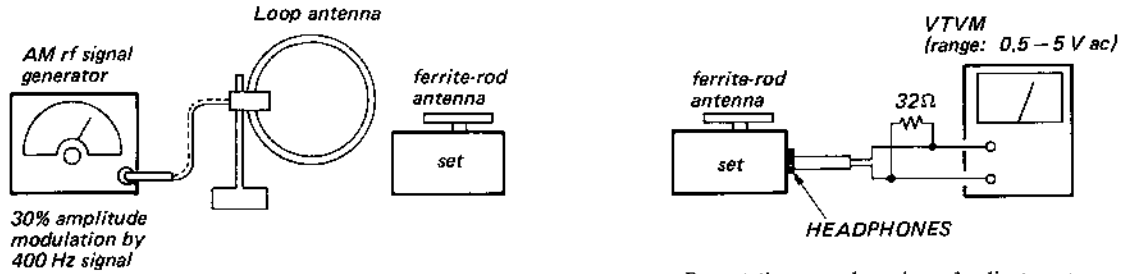 Loop antenna
AM rf signal
generator
ferrite-rod
antenna
set
30% amplitude
modulation by
400 Hz signal
VTVM
(range: 0.5 – 5 V ac)
ferrite-rod
antenna
32Ω
set
HEADPHONES